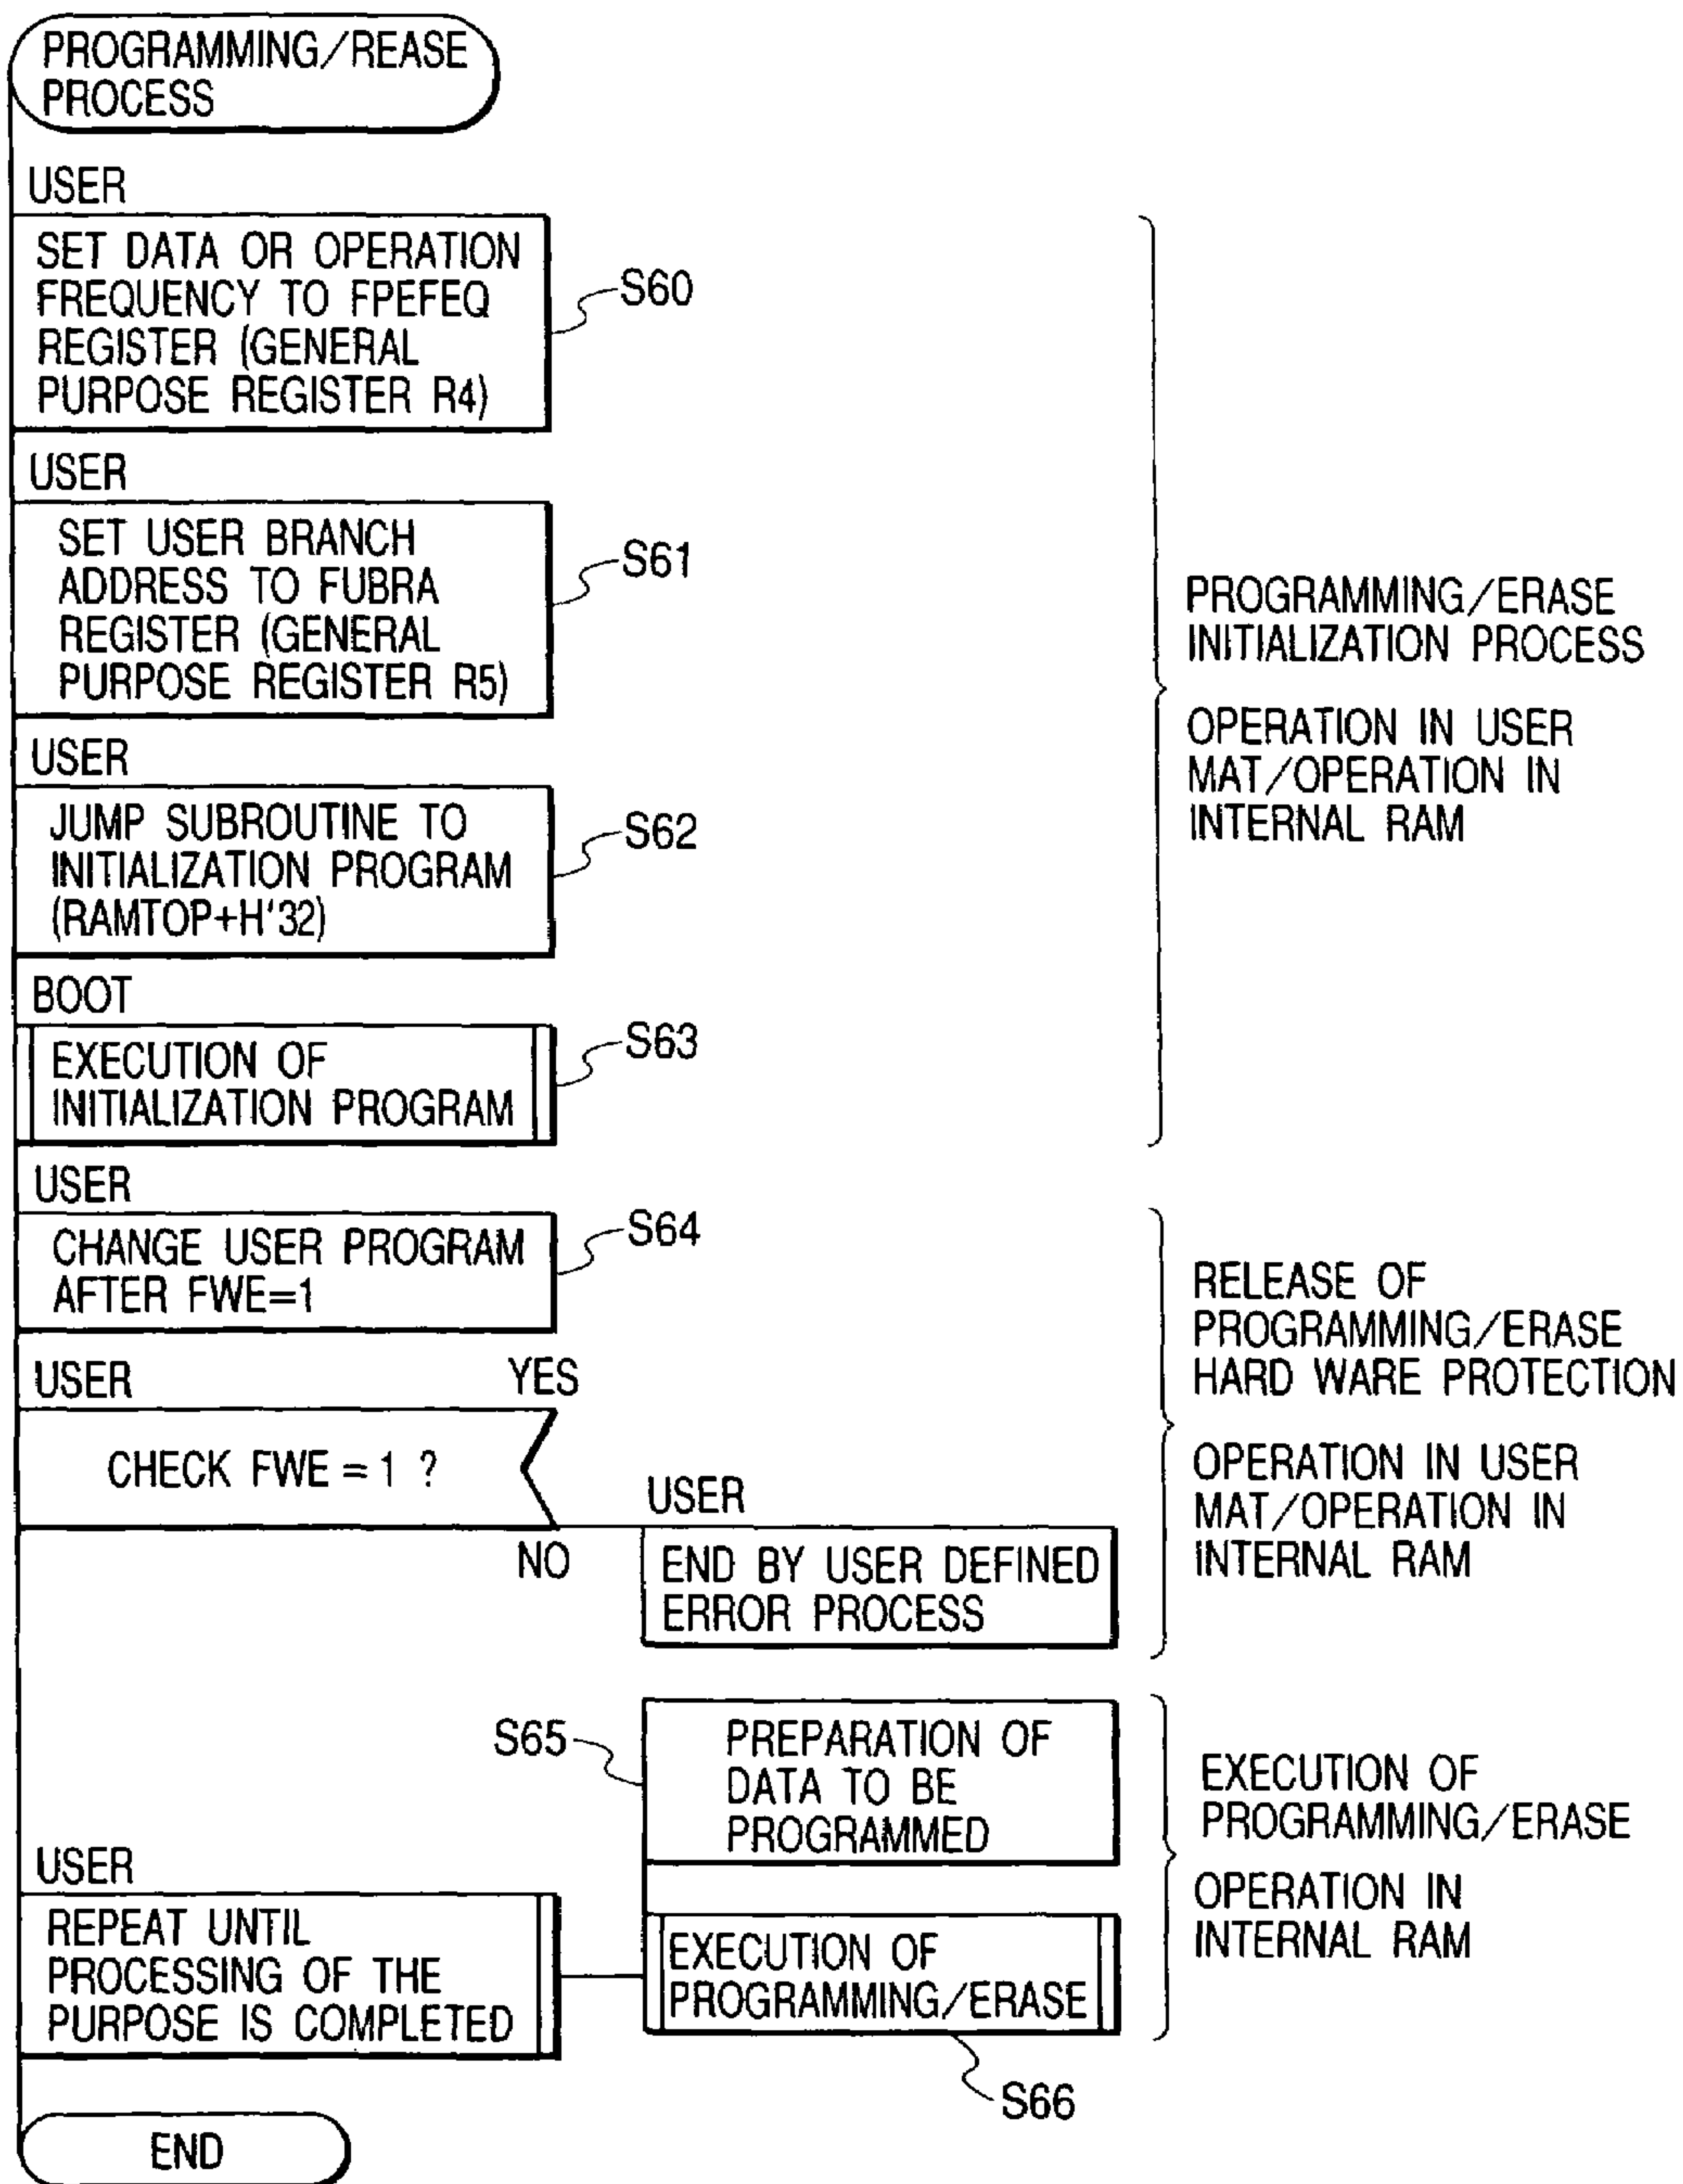 PROGRAMMING/REASE
PROCESS
USER
SET DATA OR OPERATION
FREQUENCY TO FPEFEQ
REGISTER (GENERAL
PURPOSE REGISTER R4)
S60
USER
SET USER BRANCH
ADDRESS TO FUBRA
REGISTER (GENERAL
PURPOSE REGISTER R5)
S61
USER
JUMP SUBROUTINE TO
INITIALIZATION PROGRAM
(RAMTOP+H'32)
S62
BOOT
EXECUTION OF
INITIALIZATION PROGRAM
S63
PROGRAMMING/ERASE
INITIALIZATION PROCESS
OPERATION IN USER
MAT/OPERATION IN
INTERNAL RAM
USER
CHANGE USER PROGRAM
AFTER FWE=1
S64
USER
YES
CHECK FWE = 1 ?
NO
USER
END BY USER DEFINED
ERROR PROCESS
RELEASE OF
PROGRAMMING/ERASE
HARD WARE PROTECTION
OPERATION IN USER
MAT/OPERATION IN
INTERNAL RAM
S65
PREPARATION OF
DATA TO BE
PROGRAMMED
USER
REPEAT UNTIL
PROCESSING OF THE
PURPOSE IS COMPLETED
EXECUTION OF
PROGRAMMING/ERASE
S66
EXECUTION OF
PROGRAMMING/ERASE
OPERATION IN
INTERNAL RAM
END